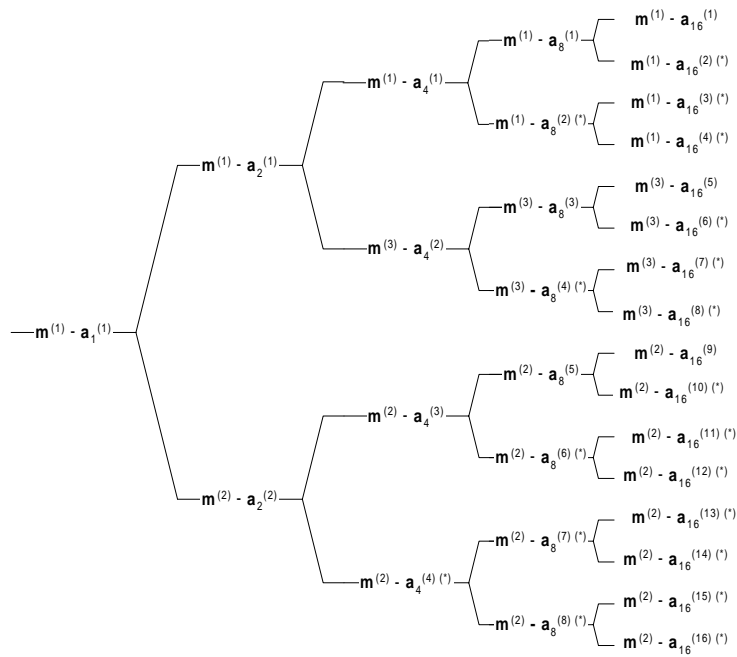 m(1) - a16(1)
m(1) - a8(1)
m(1) - a16(2) (*)
m(1) - a4(1)
m(1) - a16(3) (*)
m(1) - a8(2) (*)
m(1) - a16(4) (*)
m(1) - a2(1)
m(3) - a16(5)
m(3) - a8(3)
m(3) - a16(6) (*)
m(3) - a4(2)
m(3) - a16(7) (*)
m(3) - a8(4) (*)
m(3) - a16(8) (*)
m(1) - a1(1)
m(2) - a16(9)
m(2) - a8(5)
m(2) - a16(10) (*)
m(2) - a4(3)
m(2) - a16(11) (*)
m(2) - a8(6) (*)
m(2) - a16(12) (*)
m(2) - a2(2)
m(2) - a16(13) (*)
m(2) - a8(7) (*)
m(2) - a16(14) (*)
m(2) - a4(4) (*)
m(2) - a16(15) (*)
m(2) - a8(8) (*)
m(2) - a16(16) (*)